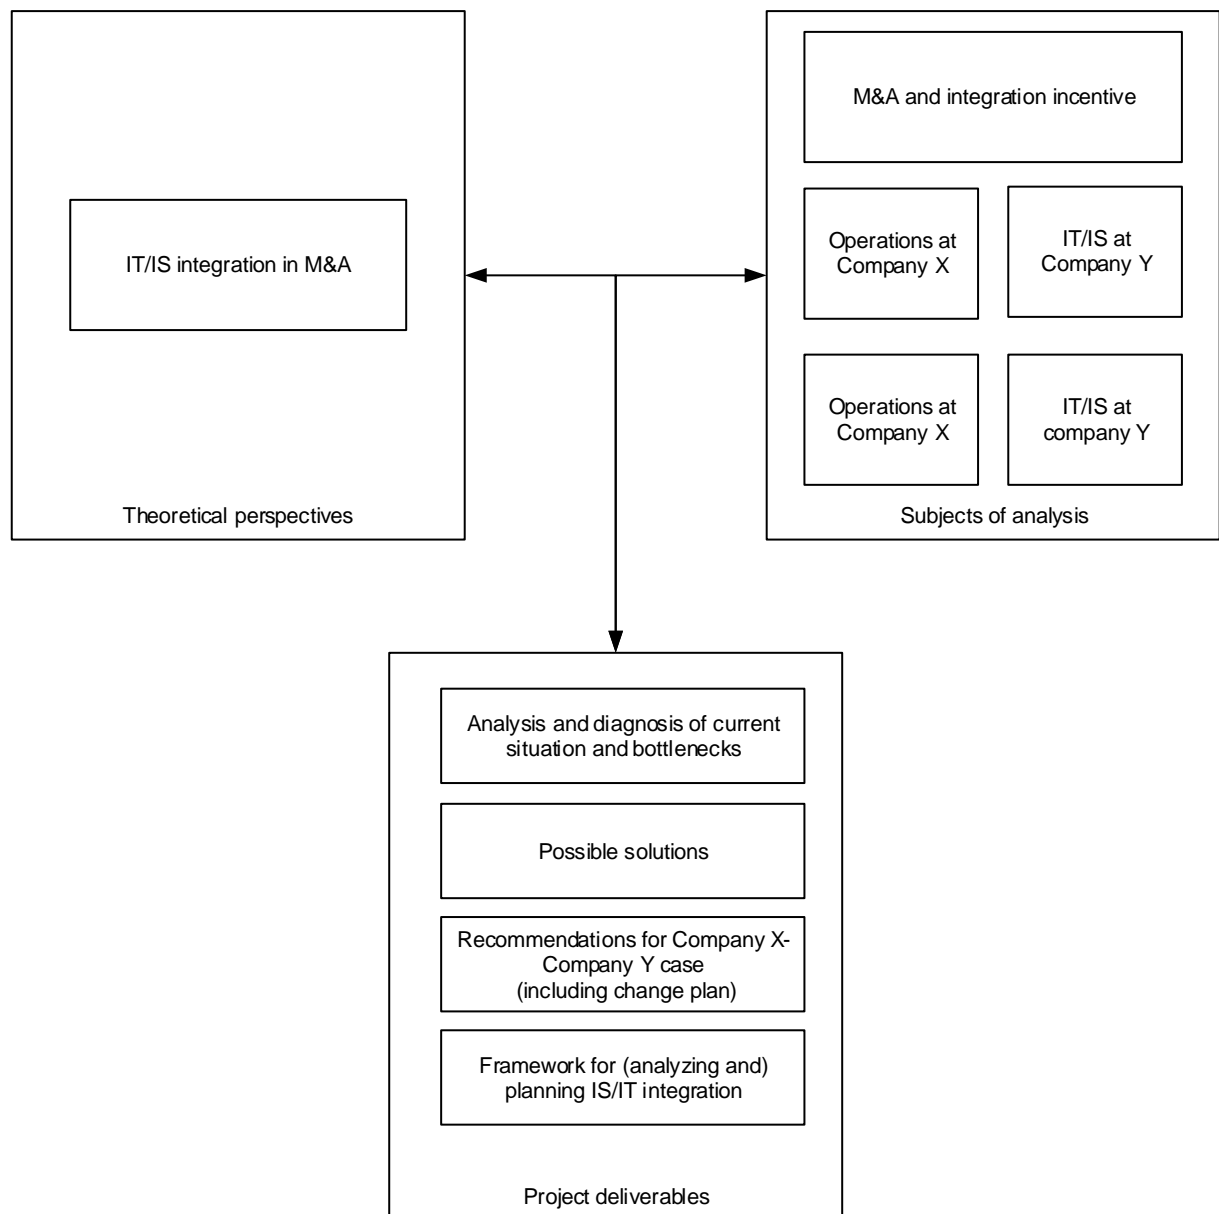 IT/IS integration in M&A
Theoretical perspectives
M&A and integration incentive
Operations at
Company X
IT/IS at
Company Y
Operations at
Company X
IT/IS at
company Y
Subjects of analysis
Analysis and diagnosis of current
situation and bottlenecks
Possible solutions
Recommendations for Company X-
Company Y case
(including change plan)
Framework for (analyzing and)
planning IS/IT integration
Project deliverables